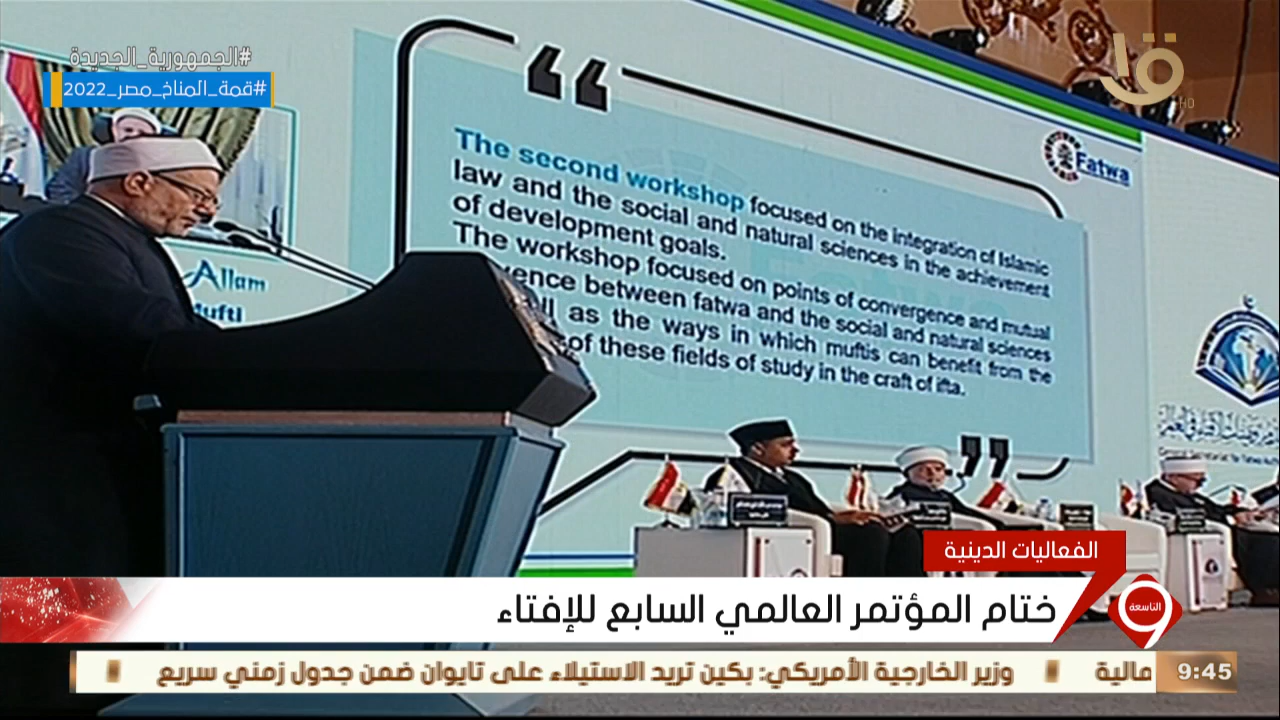 #الجمهورية_الجديدة
#قمة_المناخ_مصر_2022
HD
Fatwa
The second workshop focused on the integration of Islamic
law and the social and natural sciences in the achievement
of development goals.
The workshop focused on points of convergence and mutual
between fatwa and the social and natural sciences
as the ways in which muftis can benefit from the
of these fields of study in the craft of ifta.
Allam
Mufti
الفعاليات الدينية
التاسعة
ختام المؤتمر العالمي السابع للإفتاء
9:45
مالية
وزير الخارجية الأمريكي: بكين تريد الاستيلاء على تايوان ضمن جدول زمني سريع